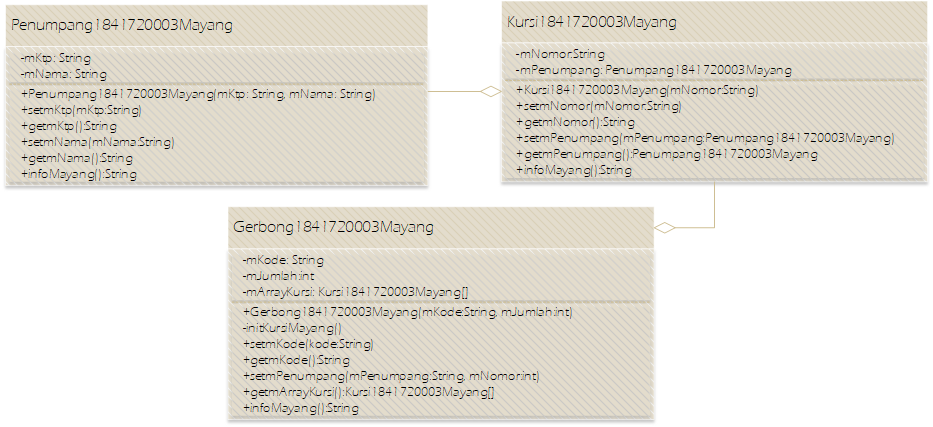 Penumpang1841720003Mayang
-mKtp: String
-mNama: String
+Penumpang1841720003Mayang(mKtp: String, mNama: String)
+setmKtp(mKtp:String)
+getmKtp():String
+setmNama(mNama:String)
+getmNama():String
+infoMayang():String
Kursi1841720003Mayang
-mNomor:String
-mPenumpang: Penumpang1841720003Mayang
+Kursi1841720003Mayang(mNomor:String)
+setmNomor(mNomor:String)
+getmNomor():String
+setmPenumpang(mPenumpang:Penumpang1841720003Mayang)
+getmPenumpang():Penumpang1841720003Mayang
+infoMayang():String
Gerbong1841720003Mayang
-mKode: String
-mJumlah:int
-mArrayKursi: Kursi1841720003Mayang[]
+Gerbong1841720003Mayang(mKode:String, mJumlah:int)
-initKursiMayang()
+setmKode(kode:String)
+getmKode():String
+setmPenumpang(mPenumpang:String, mNomor:int)
+getmArrayKursi():Kursi1841720003Mayang[]
+infoMayang():String